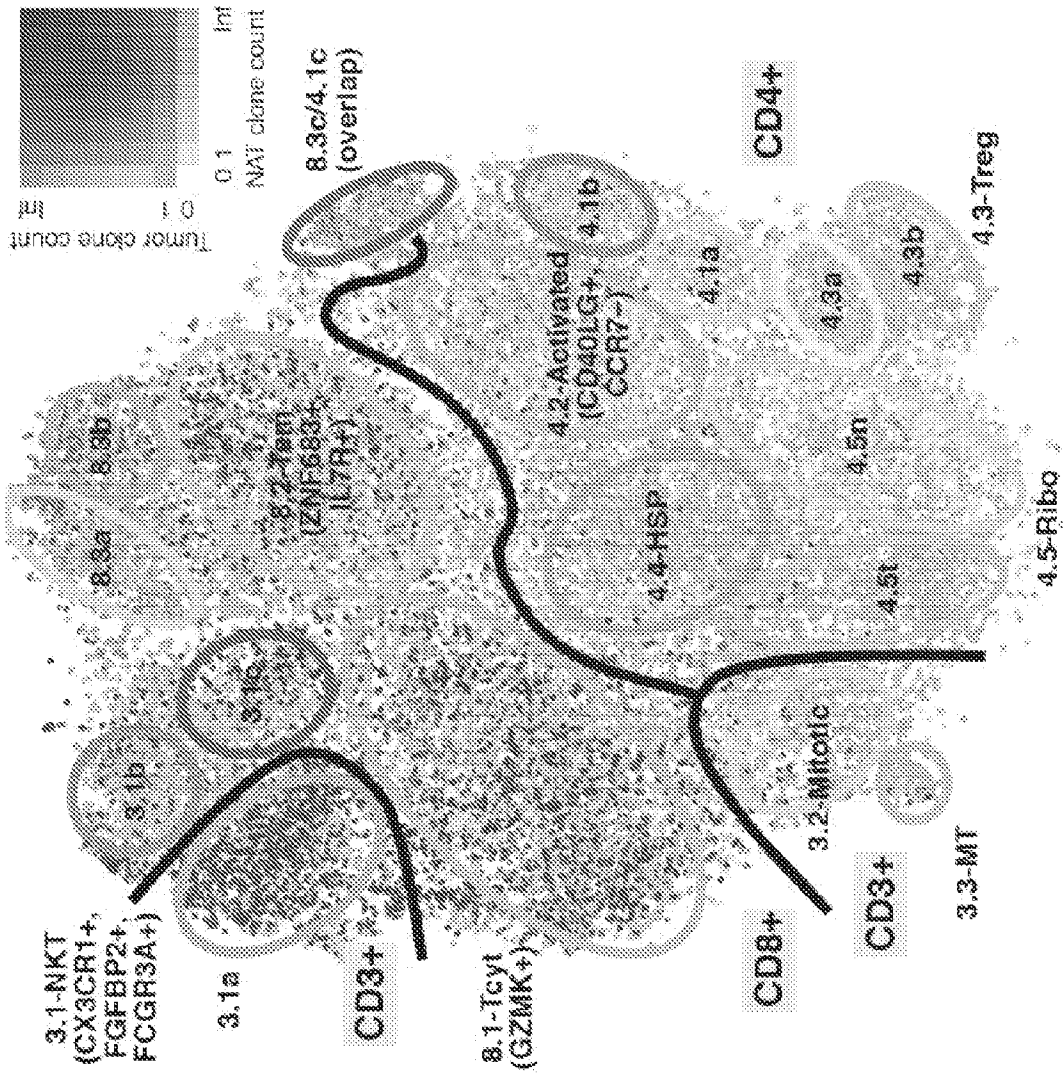 3.1-NKT
(CX3CR1+,
FGFBP2+,
FCGR3A+)
3.1a
CD3+
8.1-Tcyt
(GZMK+)
CD8+
CD3+
3.3-MT
3.1b
3.1c
3.2-Mitotic
8.3a
8.3b
8.2-Tem
(ZNF683+,
IL7R+)
4.4-HSP
4.5t
4.5n
4.5-Ribo
4.2-Activated
(CD40LG+,
CCR7-)
4.1a
4.1b
4.3a
4.3b
4.3-Treg
CD4+
8.3c/4.1c
(overlap)
Tumor clone count
0 1 Inf
0 1 Inf
NAT clone count